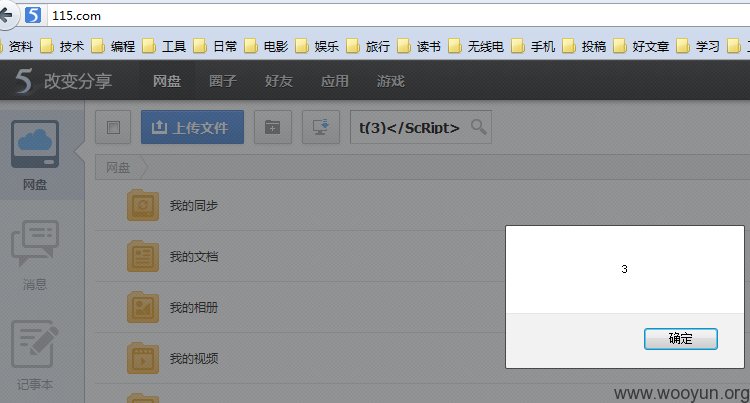 115.com
资料 技术 编程 工具 日常 电影 娱乐 旅行 读书 无线电 手机 投稿 好文章 学习
5 改变分享 网盘 圈子 好友 应用 游戏
上传文件 t(3)</ScRipt>
网盘
网盘
我的同步
我的文档
消息
我的相册
3
我的视频
确定
记事本
www.wooyun.org